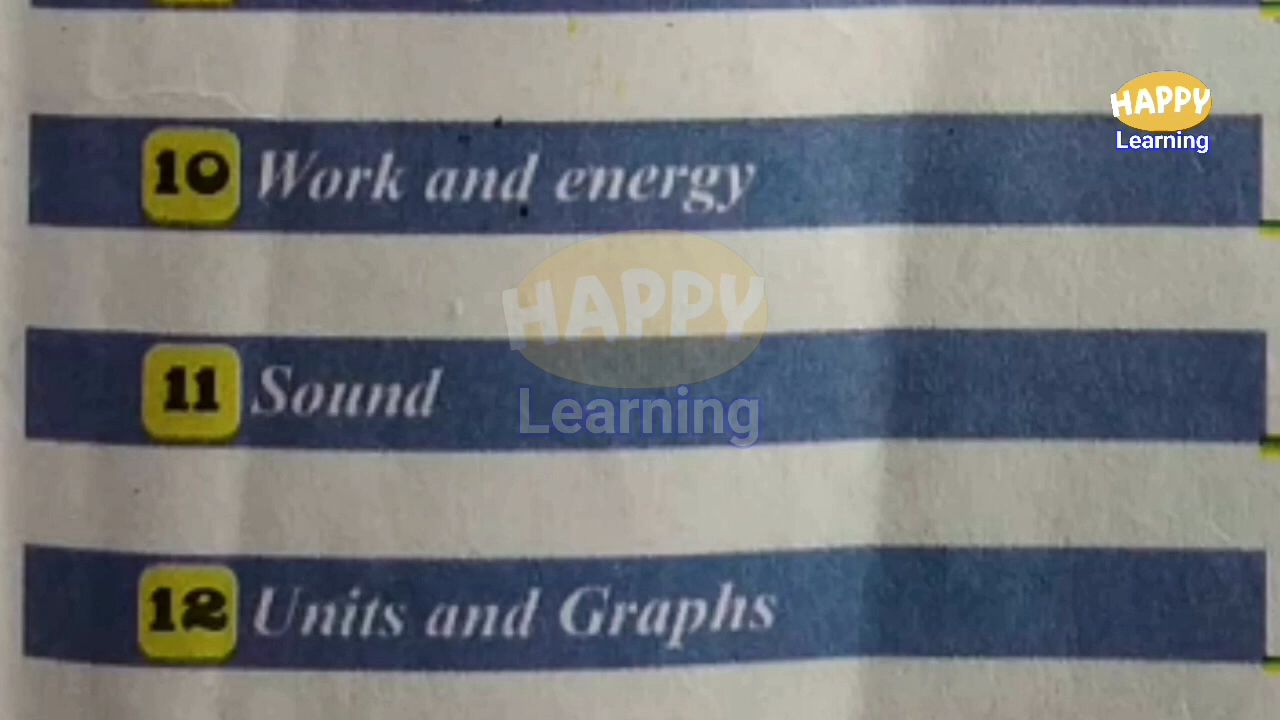 HAPPY
Learning
10 Work and energy
HAPPY
Learning
11 Sound
12 Units and Graphs